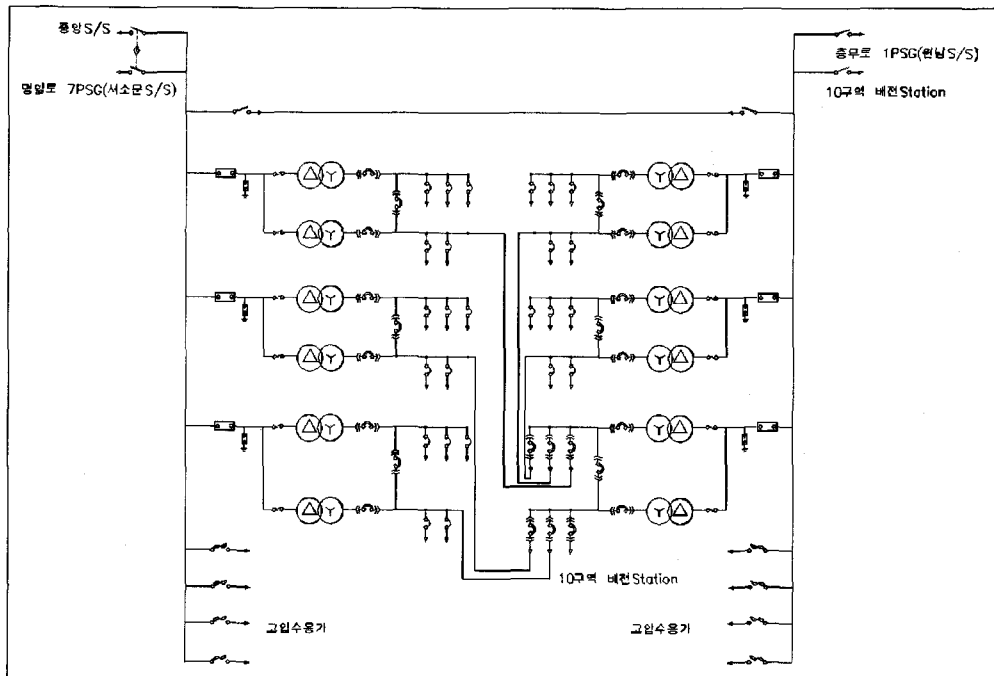 중앙S/S
명일로 7PSG(서소문S/S)
충무로 1PSG(원남S/S)
10구역 배전Station
10구역 배전Station
고압수용가
고압수용가